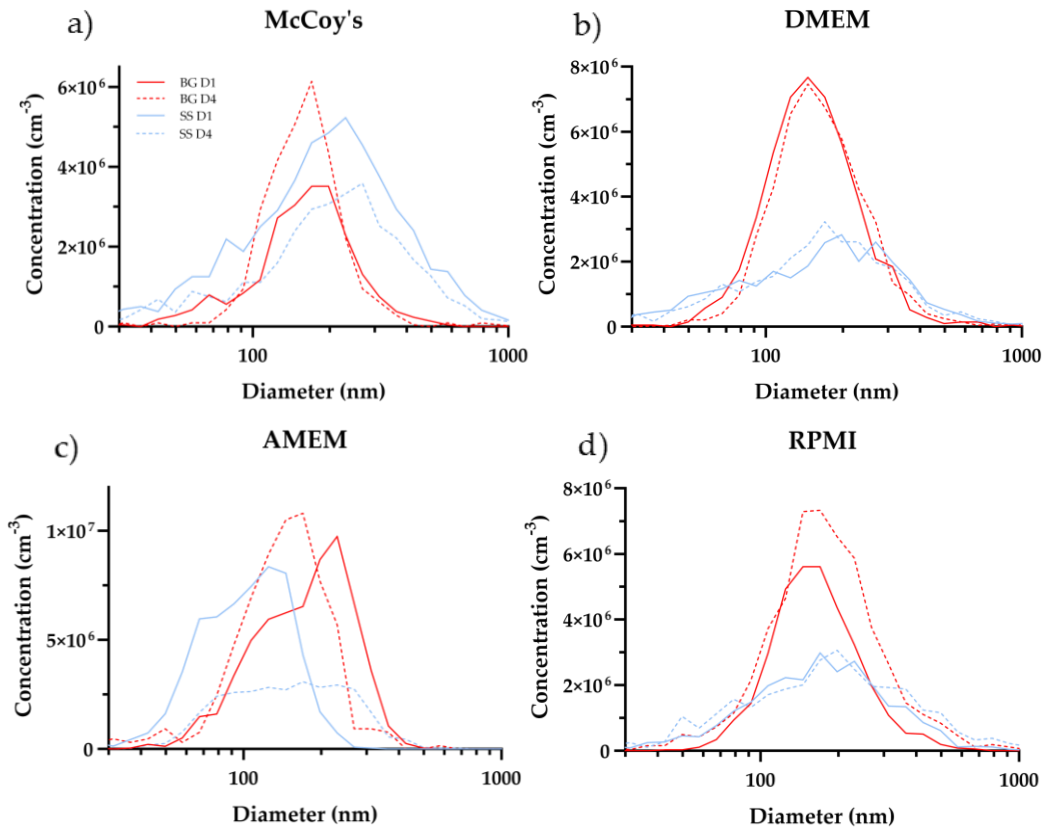 a)
McCoy's
Concentration (cm⁻³)
6×10⁶
4×10⁶
2×10⁶
0
BG D1
BG D4
SS D1
SS D4
100
1000
Diameter (nm)
b)
DMEM
Concentration (cm⁻³)
8×10⁶
6×10⁶
4×10⁶
2×10⁶
0
100
1000
Diameter (nm)
c)
AMEM
Concentration (cm⁻³)
1×10⁷
5×10⁶
0
100
1000
Diameter (nm)
d)
RPMI
Concentration (cm⁻³)
8×10⁶
6×10⁶
4×10⁶
2×10⁶
0
100
1000
Diameter (nm)